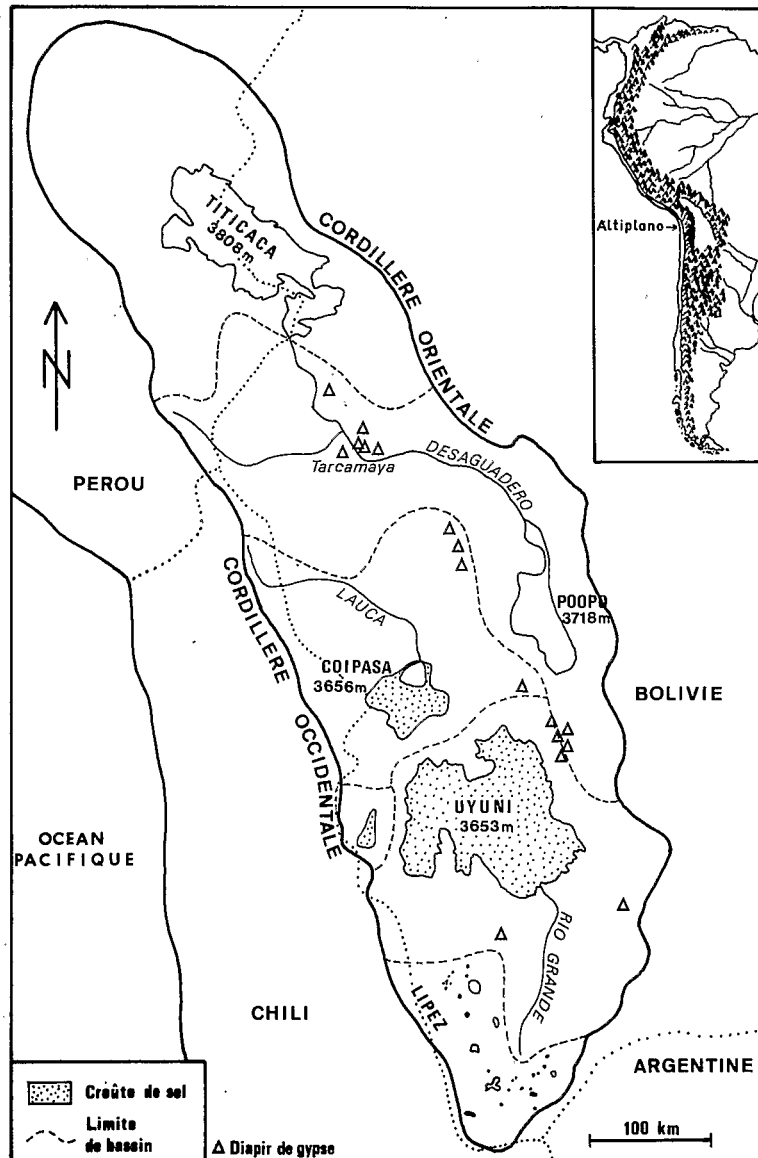 Altiplano
TITICACA
3808m
CORDILLERE
ORIENTALE
N
PEROU
Tarcamaya
DESAGUADERO
LAUCA
POOPO
3718m
CORDILLERE
OCCIDENTALE
COIPASA
3656m
BOLIVIE
UYUNI
3653m
OCEAN
PACIFIQUE
RIO GRANDE
LIPEZ
CHILI
ARGENTINE
Croûte de sel
Limite
de bassin
Diapir de gypse
100 km